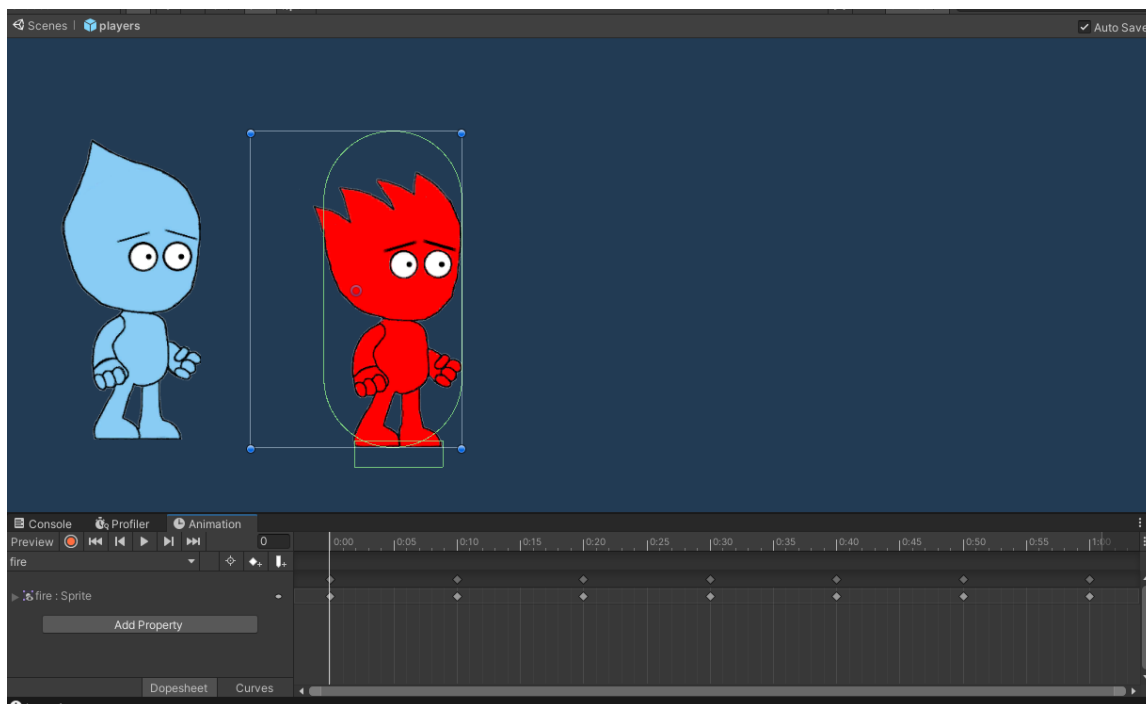 Scenes | players
Auto Save
Console Profiler Animation
Preview 0 0:00 0:05 0:10 0:15 0:20 0:25 0:30 0:35 0:40 0:45 0:50 0:55 1:00
fire
fire : Sprite
Add Property
Dopesheet Curves